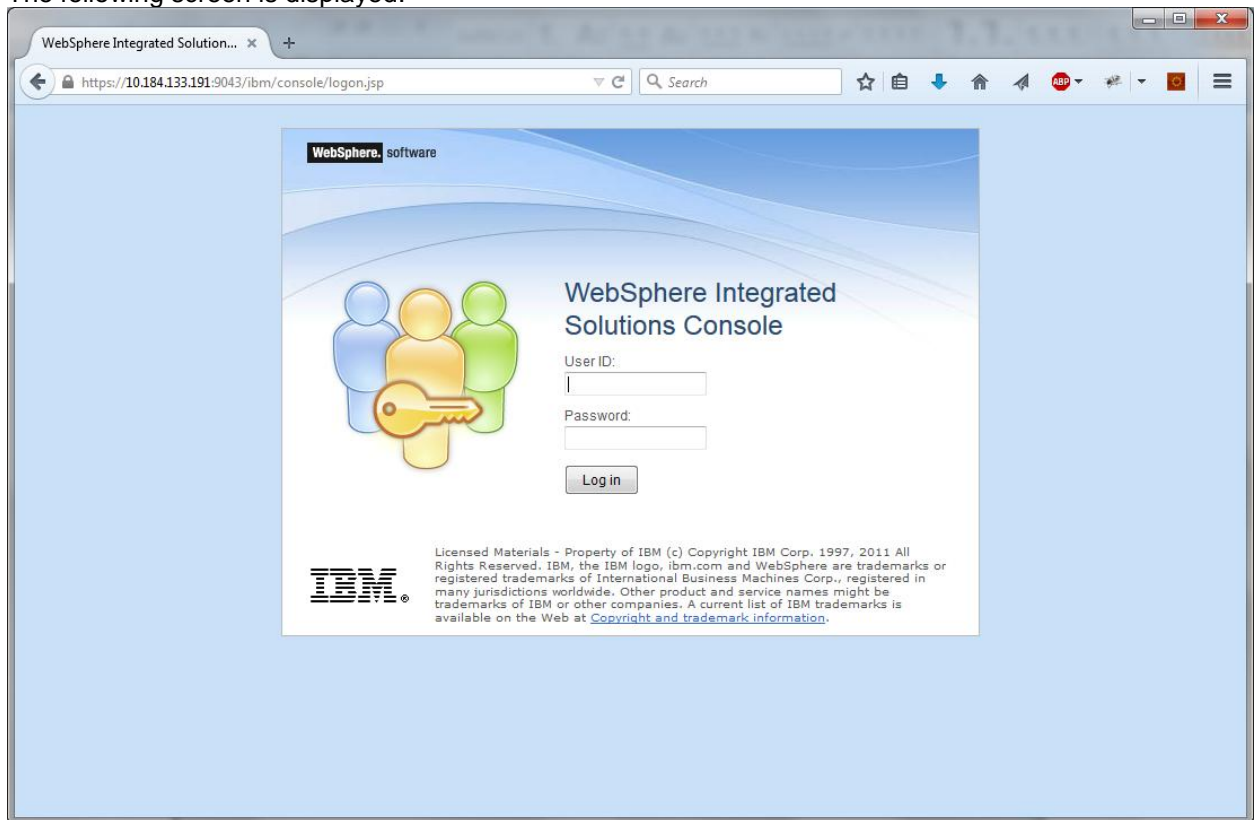 The following screen is displayed:
WebSphere Integrated Solution...
https://10.184.133.191:9043/ibm/console/logon.jsp
Search
ABP
WebSphere. software
WebSphere Integrated
Solutions Console
User ID:
Password:
Log in
Licensed Materials - Property of IBM (c) Copyright IBM Corp. 1997, 2011 All
Rights Reserved. IBM, the IBM logo, ibm.com and WebSphere are trademarks or
registered trademarks of International Business Machines Corp., registered in
many jurisdictions worldwide. Other product and service names might be
trademarks of IBM or other companies. A current list of IBM trademarks is
available on the Web at Copyright and trademark information.
IBM®